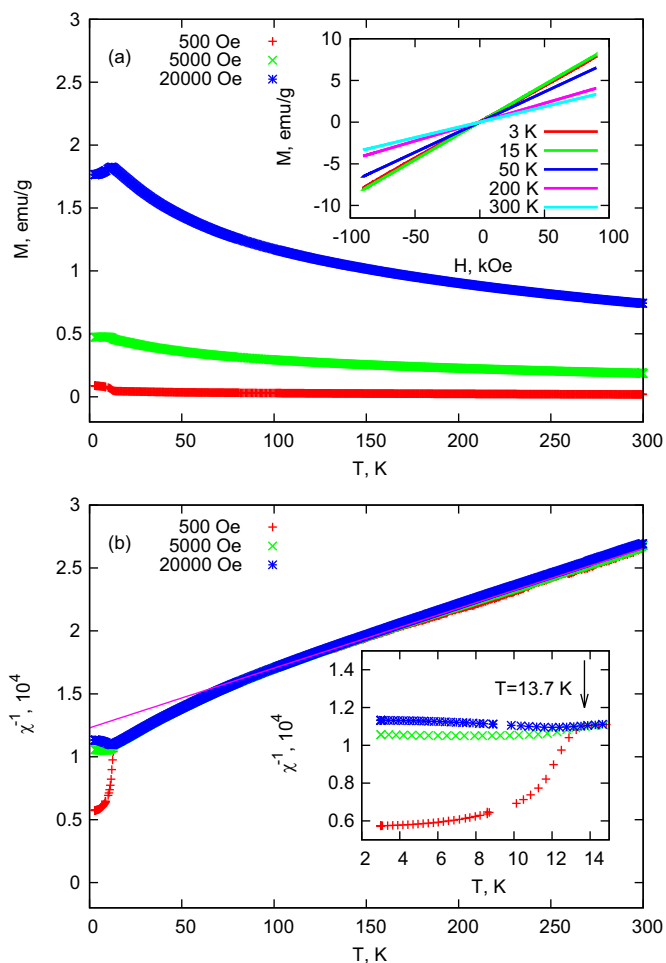 (a)
500 Oe
5000 Oe
20000 Oe
M, emu/g
3
2.5
2
1.5
1
0.5
0
0 50 100 150 200 250 300
T, K
M, emu/g
10
5
0
-5
-10
3 K
15 K
50 K
200 K
300 K
-100 -50 0 50 100
H, kOe
(b)
500 Oe
5000 Oe
20000 Oe
χ⁻¹, 10⁴
3
2.5
2
1.5
1
0.5
0
0 50 100 150 200 250 300
T, K
χ⁻¹, 10⁴
1.4
1.2
1
0.8
0.6
T=13.7 K
2 4 6 8 10 12 14
T, K